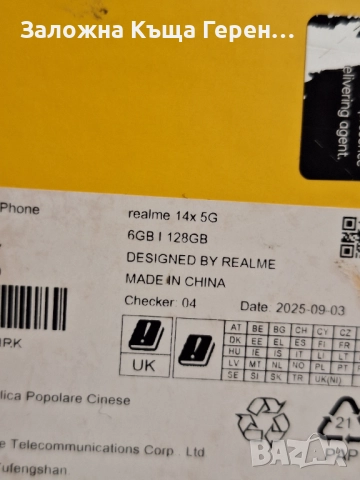 Заложна Къща Герен...
delivering agent.
Phone
realme 14x 5G
6GB | 128GB
DESIGNED BY REALME
MADE IN CHINA
Checker: 04
Date: 2025-09-03
UK
AT BE BG CH CY CZ
DK EE EL ES FI FR
HU IE IS IT LI LT
LV MT NL NO PL PT
SE SI SK TR UK(NI)
lica Popolare Cinese
e Telecommunications Corp., Ltd
Yufengshan
21
PAP
BAZAR